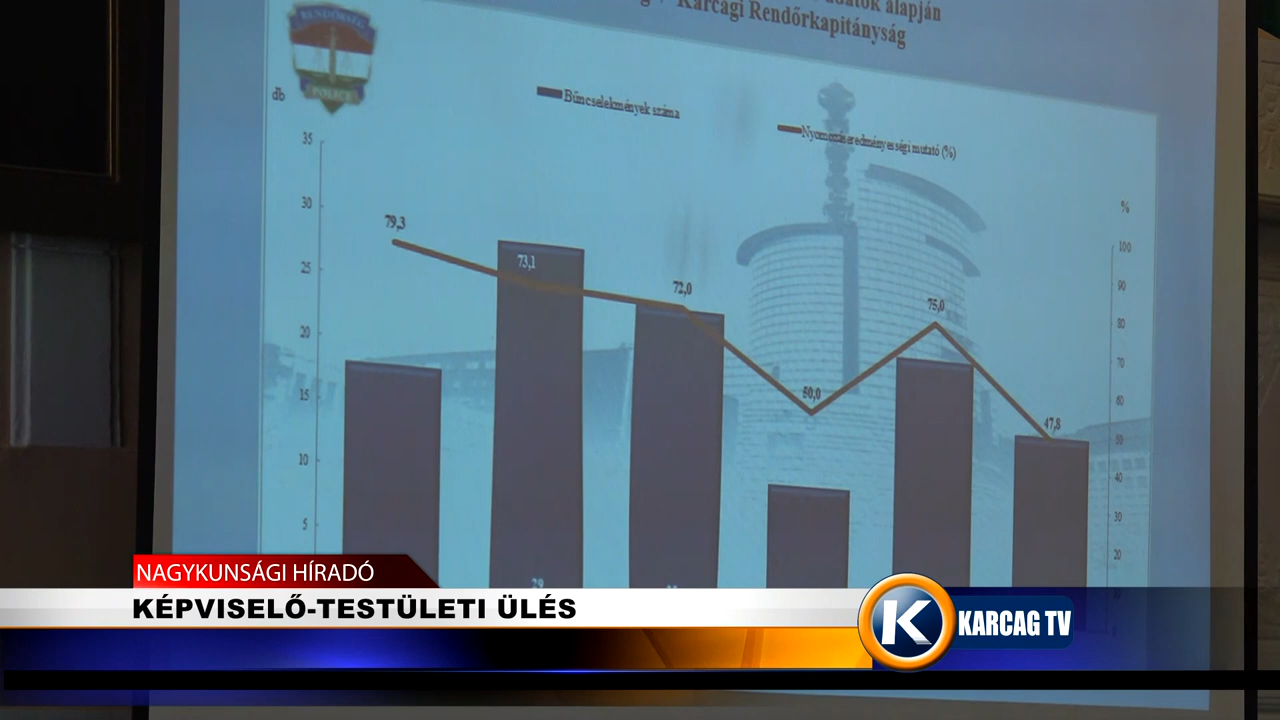 adatok alapján
Karcagi Rendőrkapitányság
RENDŐRSÉG
POLICE
db
Bűncselekmények száma
Nyomozás eredményességi mutató (%)
%
35
30
25
20
15
10
5
100
90
80
70
60
50
40
30
20
79,3
73,1
72,0
50,0
75,0
47,8
29
NAGYKUNSÁGI HÍRADÓ
KÉPVISELŐ-TESTÜLETI ÜLÉS
K
KARCAG TV